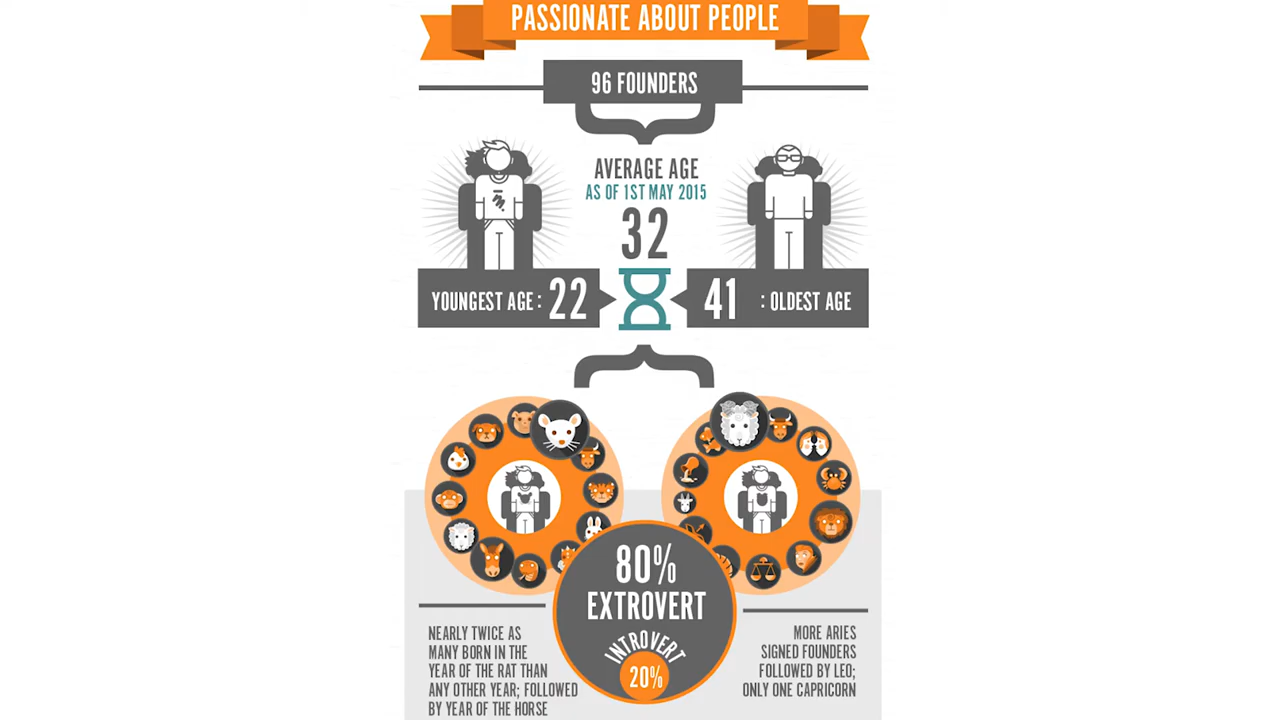 PASSIONATE ABOUT PEOPLE
96 FOUNDERS
AVERAGE AGE
AS OF 1ST MAY 2015
32
YOUNGEST AGE : 22
41 : OLDEST AGE
80%
EXTROVERT
INTROVERT
20%
NEARLY TWICE AS
MANY BORN IN THE
YEAR OF THE RAT THAN
ANY OTHER YEAR; FOLLOWED
BY YEAR OF THE HORSE
MORE ARIES
SIGNED FOUNDERS
FOLLOWED BY LEO;
ONLY ONE CAPRICORN